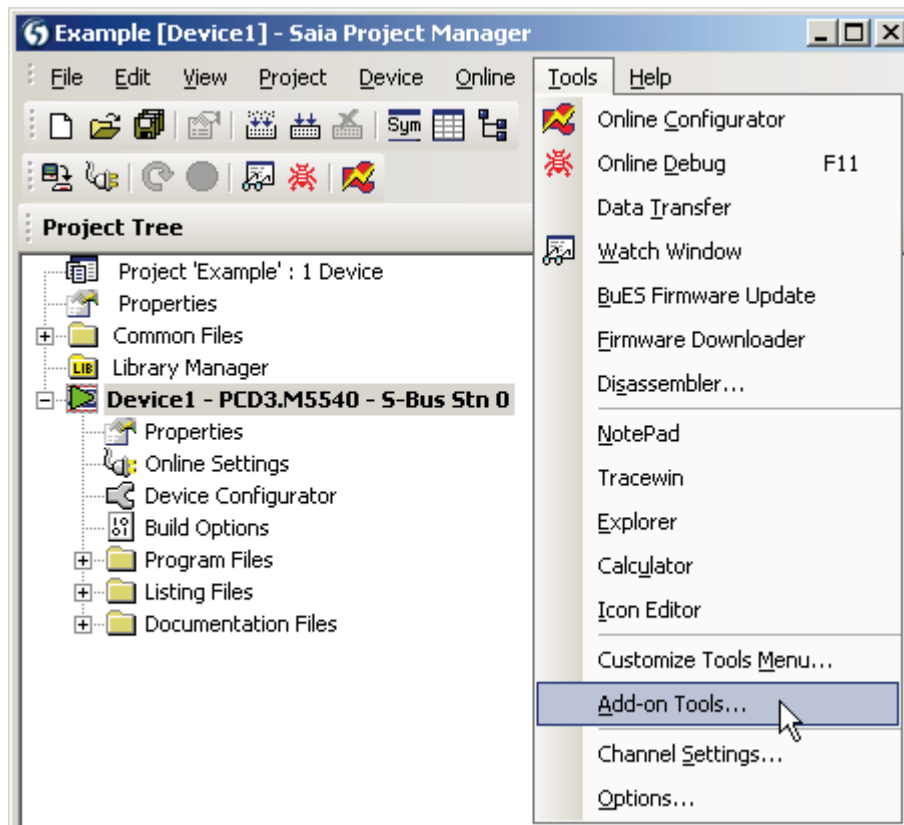 Example [Device1] - Saia Project Manager
File Edit View Project Device Online Tools Help
Sym
Project Tree
Project 'Example' : 1 Device
Properties
Common Files
LIB Library Manager
Device1 - PCD3.M5540 - S-Bus Stn 0
Properties
Online Settings
Device Configurator
Build Options
Program Files
Listing Files
Documentation Files
Online Configurator
Online Debug F11
Data Transfer
Watch Window
BuES Firmware Update
Firmware Downloader
Disassembler...
NotePad
Tracewin
Explorer
Calculator
Icon Editor
Customize Tools Menu...
Add-on Tools...
Channel Settings...
Options...